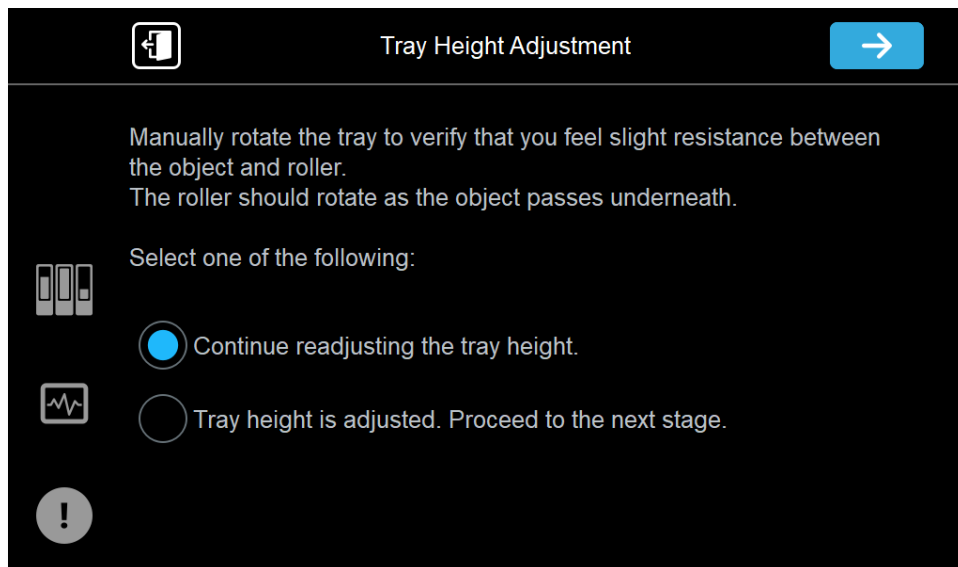 Tray Height Adjustment
Manually rotate the tray to verify that you feel slight resistance between
the object and roller.
The roller should rotate as the object passes underneath.
Select one of the following:
Continue readjusting the tray height.
Tray height is adjusted. Proceed to the next stage.